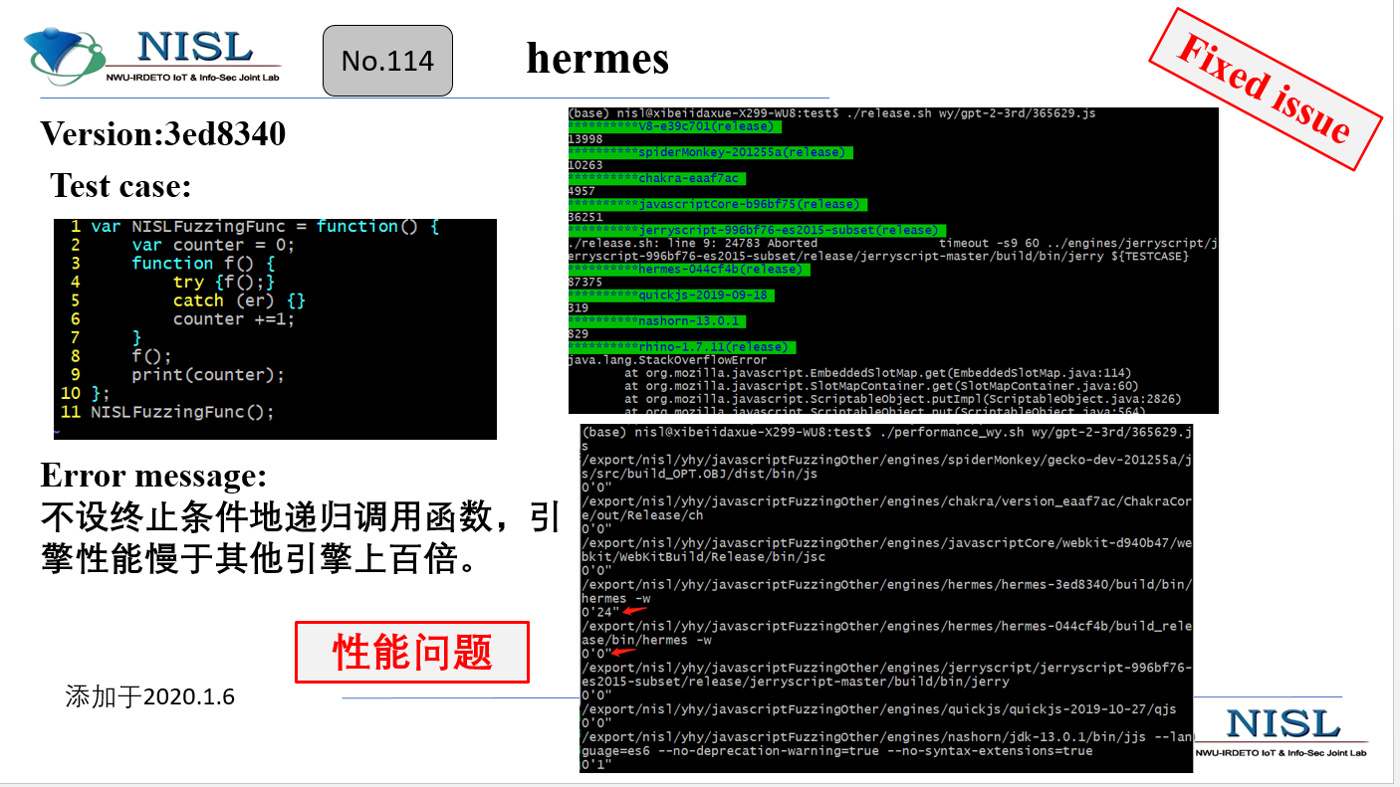 NISL
NWU-IRDETO IoT & Info-Sec Joint Lab
No.114
hermes
Fixed issue
Version:3ed8340
Test case:
1 var NISLFuzzingFunc = function() {
2 var counter = 0;
3 function f() {
4 try {f();}
5 catch (er) {}
6 counter +=1;
7 }
8 f();
9 print(counter);
10 };
11 NISLFuzzingFunc();
~
Error message:
不设终止条件地递归调用函数，引
擎性能慢于其他引擎上百倍。
性能问题
添加于2020.1.6
(base) nisl@xibeiidaxue-X299-WU8:test$ ./release.sh wy/gpt-2-3rd/365629.js
**********v8-e39c701(release)
13998
**********spiderMonkey-201255a(release)
10263
**********chakra-eaaf7ac
4957
**********javascriptCore-b96bf75(release)
36251
**********jerryscript-996bf76-es2015-subset(release)
./release.sh: line 9: 24783 Aborted timeout -s9 60 ../engines/jerryscript/j
erryscript-996bf76-es2015-subset/release/jerryscript-master/build/bin/jerry ${TESTCASE}
**********hermes-044cf4b(release)
87375
**********quickjs-2019-09-18
319
**********nashorn-13.0.1
829
**********rhino-1.7.11(release)
java.lang.StackOverflowError
at org.mozilla.javascript.EmbeddedSlotMap.get(EmbeddedSlotMap.java:114)
at org.mozilla.javascript.SlotMapContainer.get(SlotMapContainer.java:60)
at org.mozilla.javascript.ScriptableObject.putImpl(ScriptableObject.java:2826)
at org.mozilla.javascript.ScriptableObject.put(ScriptableObject.java:564)
(base) nisl@xibeiidaxue-X299-WU8:test$ ./performance_wy.sh wy/gpt-2-3rd/365629.j
s
/export/nisl/yhy/javascriptFuzzingOther/engines/spiderMonkey/gecko-dev-201255a/j
s/src/build_OPT.OBJ/dist/bin/js
0'0"
/export/nisl/yhy/javascriptFuzzingOther/engines/chakra/version_eaaf7ac/ChakraCor
e/out/Release/ch
0'0"
/export/nisl/yhy/javascriptFuzzingOther/engines/javascriptCore/webkit-d940b47/we
bkit/WebKitBuild/Release/bin/jsc
0'0"
/export/nisl/yhy/javascriptFuzzingOther/engines/hermes/hermes-3ed8340/build/bin/
hermes -w
0'24"
/export/nisl/yhy/javascriptFuzzingOther/engines/hermes/hermes-044cf4b/build_rele
ase/bin/hermes -w
0'0"
/export/nisl/yhy/javascriptFuzzingOther/engines/jerryscript/jerryscript-996bf76-
es2015-subset/release/jerryscript-master/build/bin/jerry
0'0"
/export/nisl/yhy/javascriptFuzzingOther/engines/quickjs/quickjs-2019-10-27/qjs
0'0"
/export/nisl/yhy/javascriptFuzzingOther/engines/nashorn/jdk-13.0.1/bin/jjs --lan
guage=es6 --no-deprecation-warning=true --no-syntax-extensions=true
0'1"
NISL
NWU-IRDETO IoT & Info-Sec Joint Lab